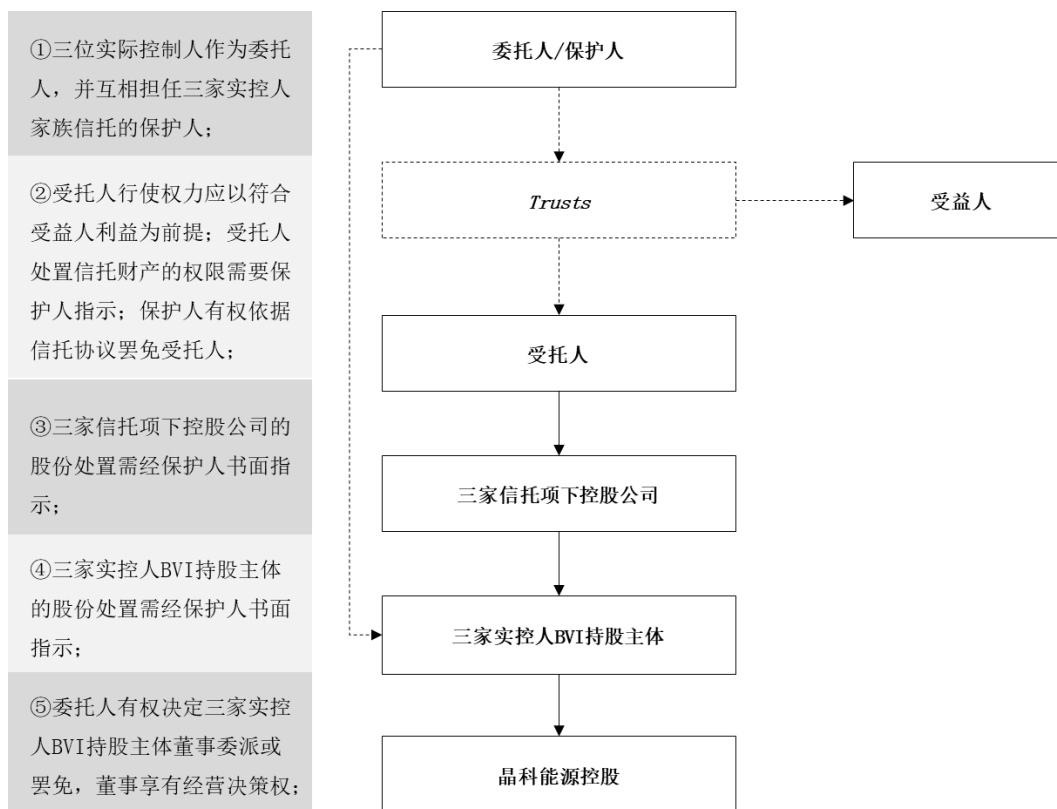 ①三位实际控制人作为委托
人，并互相担任三家实控人
家族信托的保护人；
②受托人行使权力应以符合
受益人利益为前提；受托人
处置信托财产的权限需要保
护人指示；保护人有权依据
信托协议罢免受托人；
③三家信托项下控股公司的
股份处置需经保护人书面指
示；
④三家实控人BVI持股主体
的股份处置需经保护人书面
指示；
⑤委托人有权决定三家实控
人BVI持股主体董事委派或
罢免，董事享有经营决策权；
委托人/保护人
Trusts
受益人
受托人
三家信托项下控股公司
三家实控人BVI持股主体
晶科能源控股